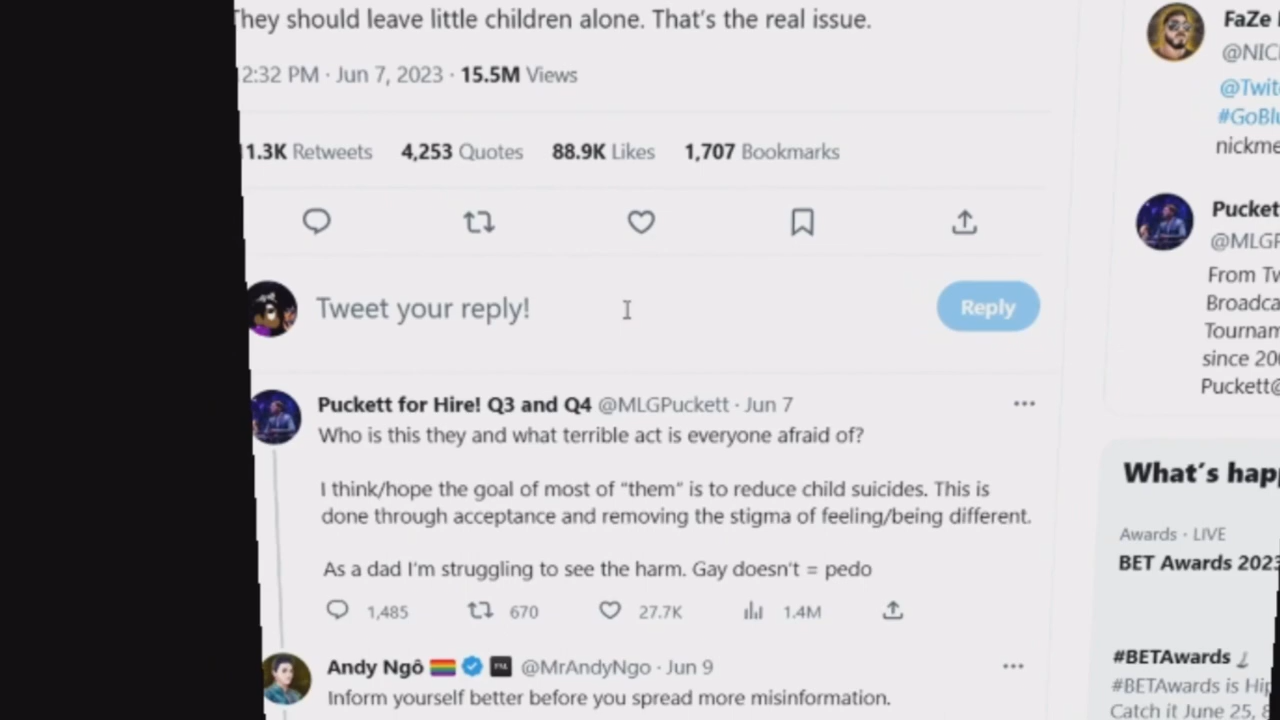 They should leave little children alone. That's the real issue.
2:32 PM · Jun 7, 2023 · 15.5M Views
11.3K Retweets 4,253 Quotes 88.9K Likes 1,707 Bookmarks
Tweet your reply!
Reply
Puckett for Hire! Q3 and Q4 @MLGPuckett · Jun 7
Who is this they and what terrible act is everyone afraid of?
I think/hope the goal of most of "them" is to reduce child suicides. This is
done through acceptance and removing the stigma of feeling/being different.
As a dad I'm struggling to see the harm. Gay doesn't = pedo
1,485 670 27.7K 1.4M
Andy Ngô @MrAndyNgo · Jun 9
Inform yourself better before you spread more misinformation.
FaZe
@NIC
@Twit
#GoBlu
nickme
Pucket
@MLGP
From Tw
Broadca
Tournam
since 20
Puckett@
What's hap
Awards · LIVE
BET Awards 2023
#BETAwards
#BETAwards is Hip
Catch it June 25, 8